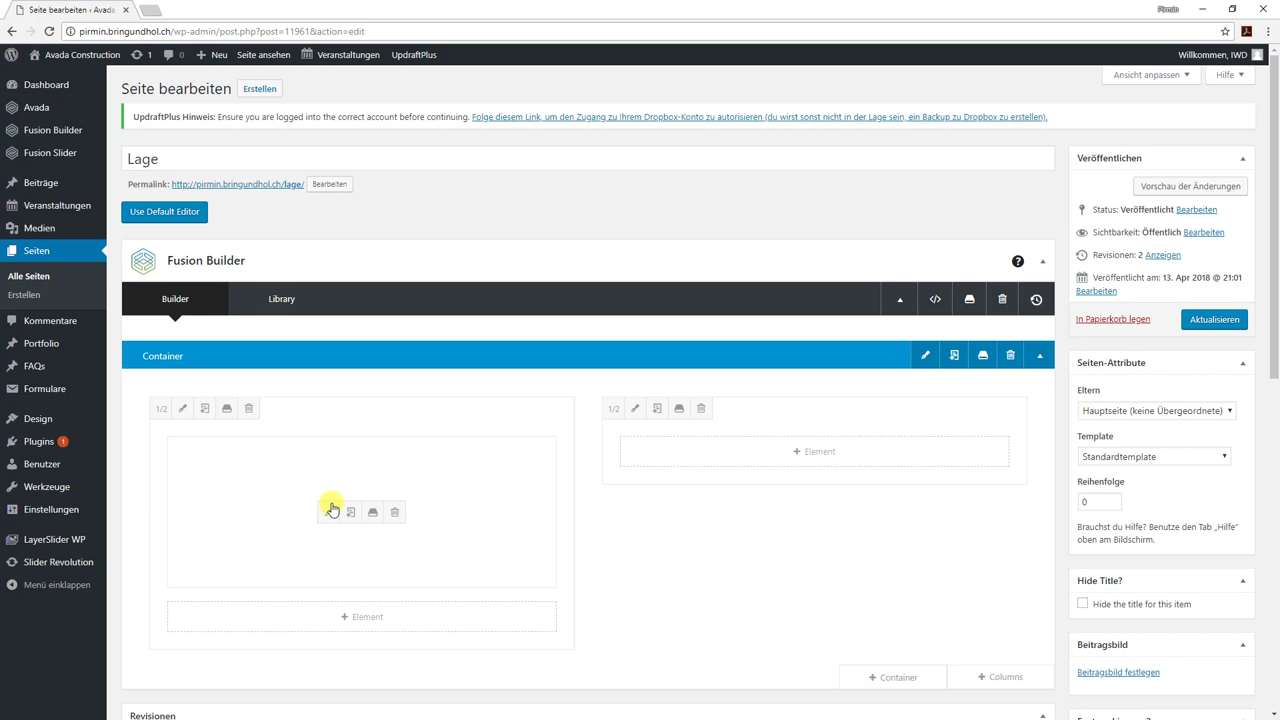 Seite bearbeiten ‹ Avada
Pirmin
pirmin.bringundhol.ch/wp-admin/post.php?post=11961&action=edit
Avada Construction
1
Neu
Seite ansehen
Veranstaltungen
UpdraftPlus
Willkommen, IWD
Dashboard
Avada
Fusion Builder
Fusion Slider
Beiträge
Veranstaltungen
Medien
Seiten
Alle Seiten
Erstellen
Kommentare
Portfolio
FAQs
Formulare
Design
Plugins 1
Benutzer
Werkzeuge
Einstellungen
LayerSlider WP
Slider Revolution
Menü einklappen
Ansicht anpassen
Hilfe
Seite bearbeiten
Erstellen
UpdraftPlus Hinweis: Ensure you are logged into the correct account before continuing. Folge diesem Link, um den Zugang zu Ihrem Dropbox-Konto zu autorisieren (du wirst sonst nicht in der Lage sein, ein Backup zu Dropbox zu erstellen).
Lage
Permalink: http://pirmin.bringundhol.ch/lage/
Bearbeiten
Use Default Editor
Fusion Builder
Builder
Library
Container
1/2
1/2
+ Element
+ Element
+ Container
+ Columns
Revisionen
Veröffentlichen
Vorschau der Änderungen
Status: Veröffentlicht Bearbeiten
Sichtbarkeit: Öffentlich Bearbeiten
Revisionen: 2 Anzeigen
Veröffentlicht am: 13. Apr 2018 @ 21:01
Bearbeiten
In Papierkorb legen
Aktualisieren
Seiten-Attribute
Eltern
Hauptseite (keine Übergeordnete)
Template
Standardtemplate
Reihenfolge
0
Brauchst du Hilfe? Benutze den Tab „Hilfe“
oben am Bildschirm.
Hide Title?
Hide the title for this item
Beitragsbild
Beitragsbild festlegen